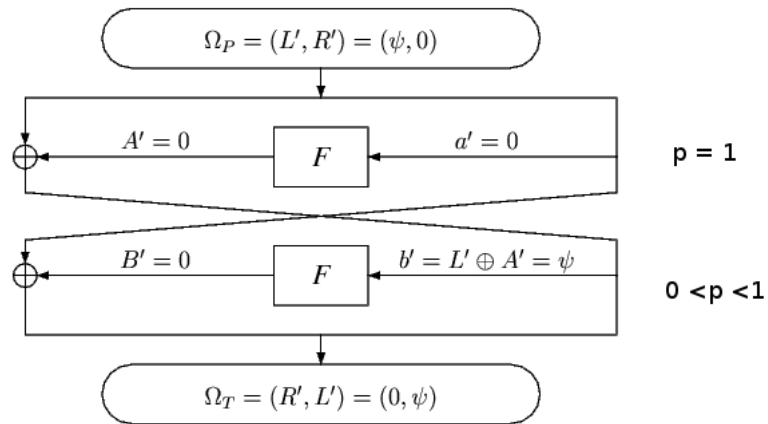 Ω_P = (L′, R′) = (ψ, 0)
A′ = 0
F
a′ = 0
p = 1
B′ = 0
F
b′ = L′ ⊕ A′ = ψ
0 <p <1
Ω_T = (R′, L′) = (0, ψ)